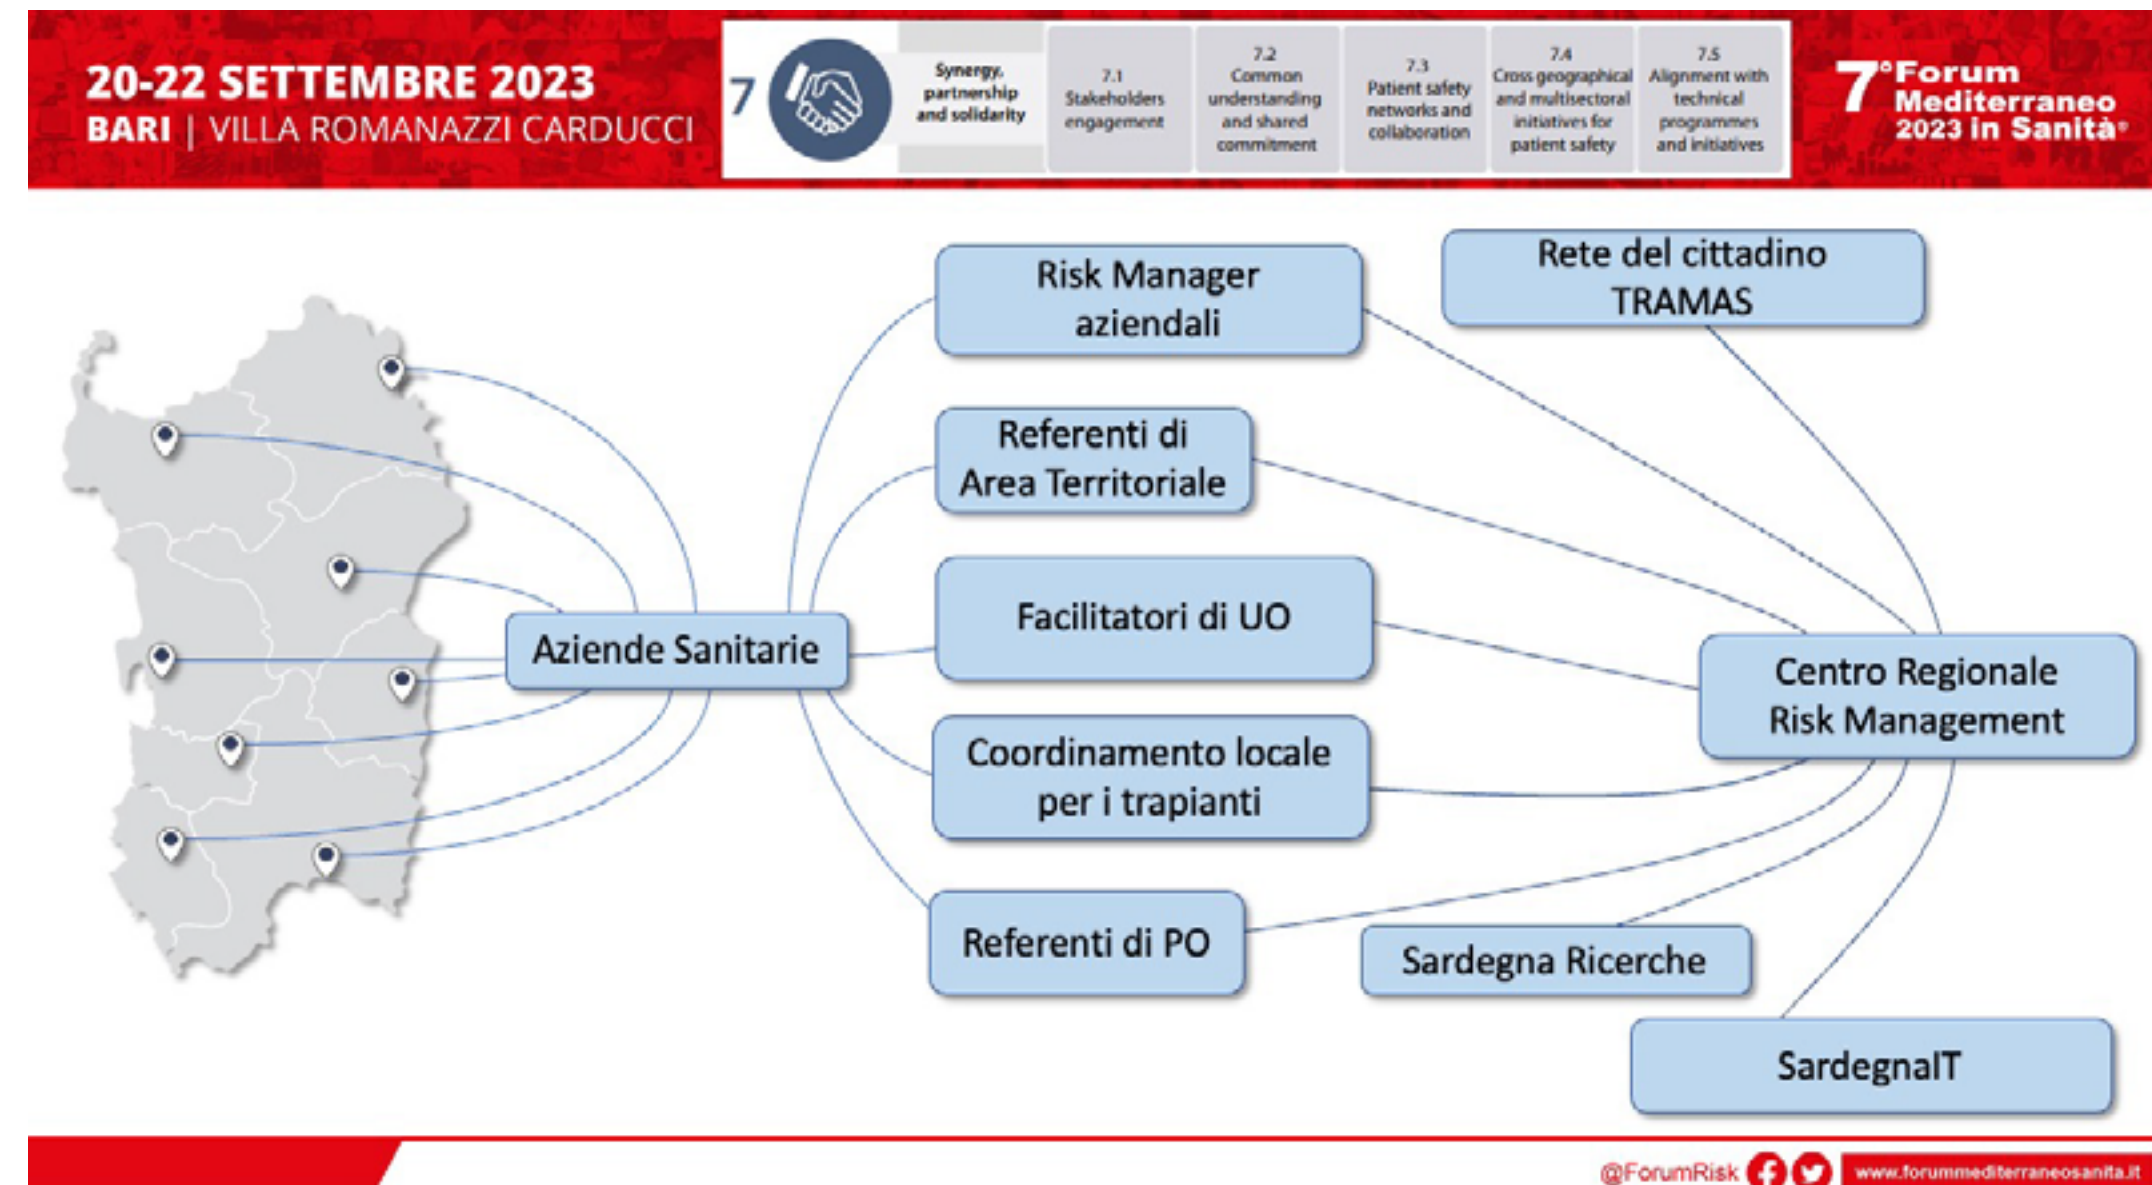 20-22 SETTEMBRE 2023
BARI | VILLA ROMANAZZI CARDUCCI
7
Synergy,
partnership
and solidarity
7.1
Stakeholders
engagement
7.2
Common
understanding
and shared
commitment
7.3
Patient safety
networks and
collaboration
7.4
Cross geographical
and multisectoral
initiatives for
patient safety
7.5
Alignment with
technical
programmes
and initiatives
7° Forum
Mediterraneo
2023 in Sanità®
Risk Manager
aziendali
Rete del cittadino
TRAMAS
Referenti di
Area Territoriale
Facilitatori di UO
Aziende Sanitarie
Centro Regionale
Risk Management
Coordinamento locale
per i trapianti
Referenti di PO
Sardegna Ricerche
SardegnaIT
@ForumRisk
www.forummediterraneosanita.it